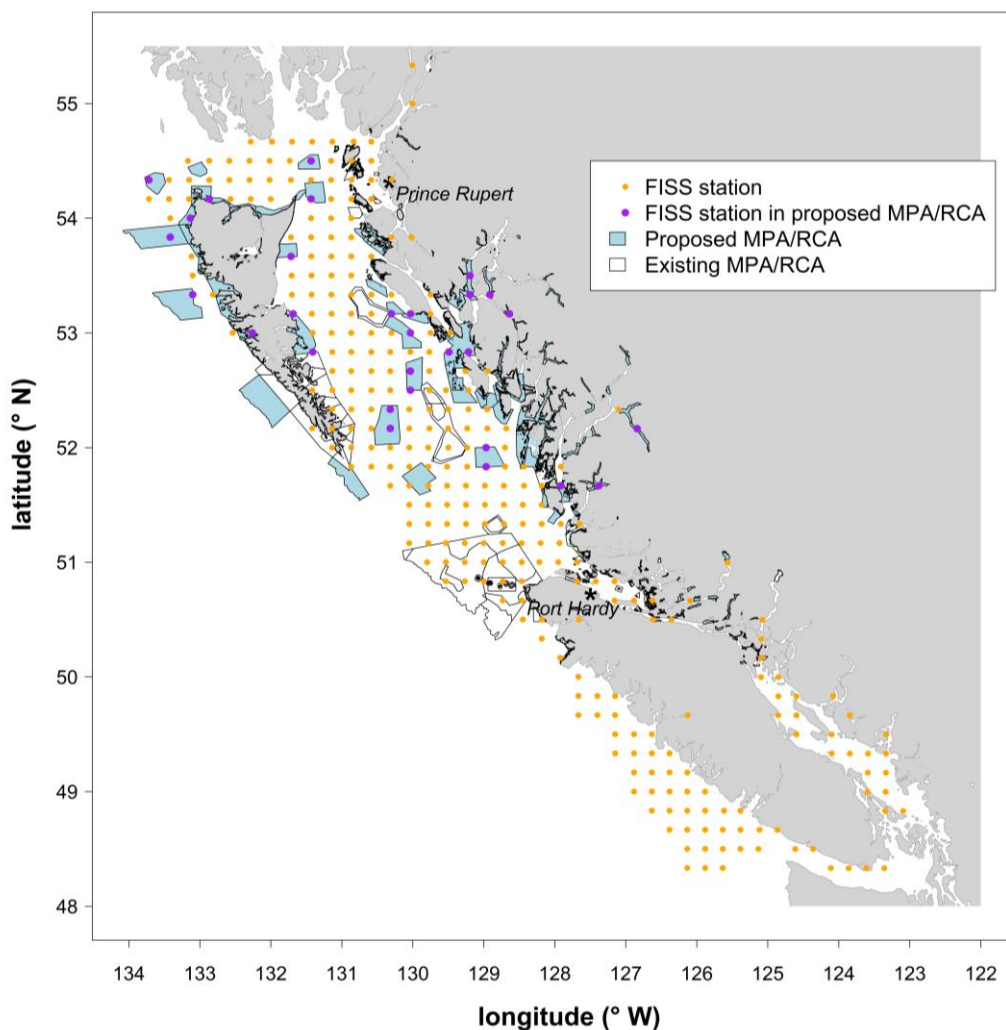 55
54
53
52
51
50
49
48
latitude (° N)
Prince Rupert
Port Hardy
FISS station
FISS station in proposed MPA/RCA
Proposed MPA/RCA
Existing MPA/RCA
134 133 132 131 130 129 128 127 126 125 124 123 122
longitude (° W)